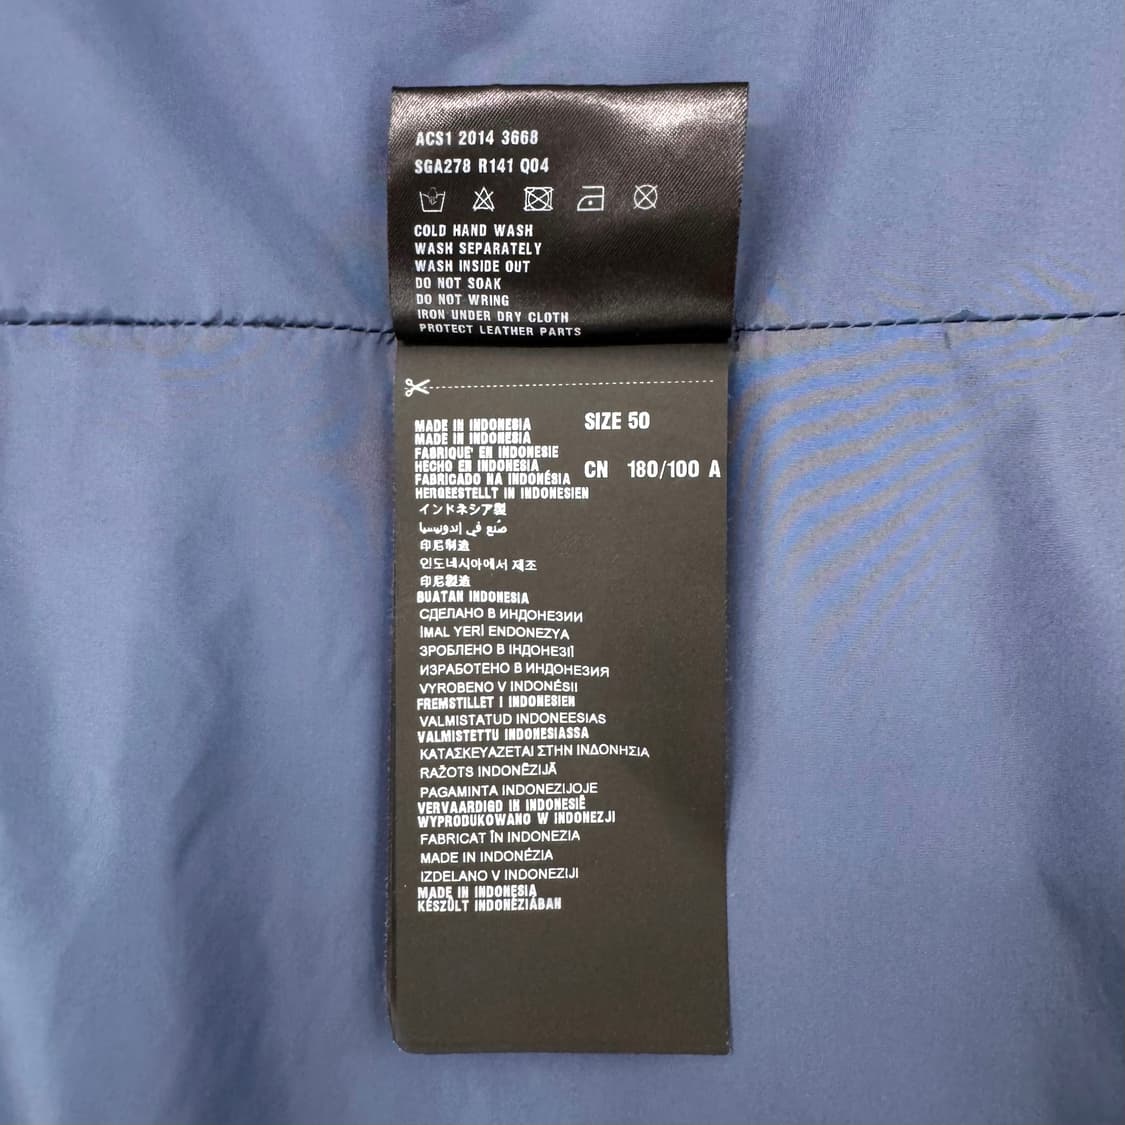 ACS1 2014 3668
SGA278 R141 Q04
COLD HAND WASH
WASH SEPARATELY
WASH INSIDE OUT
DO NOT SOAK
DO NOT WRING
IRON UNDER DRY CLOTH
PROTECT LEATHER PARTS
SIZE 50
CN 180/100 A
MADE IN INDONESIA
MADE IN INDONESIA
FABRIQUE' EN INDONESIE
HECHO EN INDONESIA
FABRICADO NA INDONÉSIA
HERGESTELLT IN INDONESIEN
インドネシア製
صُنع في إندونيسيا
印尼制造
인도네시아에서 제조
印尼製造
BUATAN INDONESIA
СДЕЛАНО В ИНДОНЕЗИИ
İMAL YERİ ENDONEZYA
ЗРОБЛЕНО В ІНДОНЕЗІЇ
ИЗРАБОТЕНО В ИНДОНЕЗИЯ
VYROBENO V INDONÉSII
FREMSTILLET I INDONESIEN
VALMISTATUD INDONEESIAS
VALMISTETTU INDONESIASSA
ΚΑΤΑΣΚΕΥΑΖΕΤΑΙ ΣΤΗΝ ΙΝΔΟΝΗΣΙΑ
RAŽOTS INDONĒZIJĀ
PAGAMINTA INDONEZIJOJE
VERVAARDIGD IN INDONESIË
WYPRODUKOWANO W INDONEZJI
FABRICAT ÎN INDONEZIA
MADE IN INDONÉZIA
IZDELANO V INDONEZIJI
MADE IN INDONESIA
KÉSZÜLT INDONÉZIÁBAN